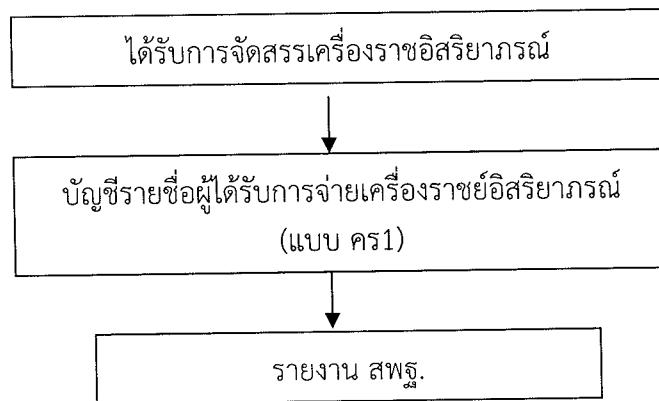 ได้รับการจัดสรรเครื่องราชอิสริยาภรณ์
บัญชีรายชื่อผู้ได้รับการจ่ายเครื่องราชย์อิสริยาภรณ์
(แบบ คร1)
รายงาน สพฐ.